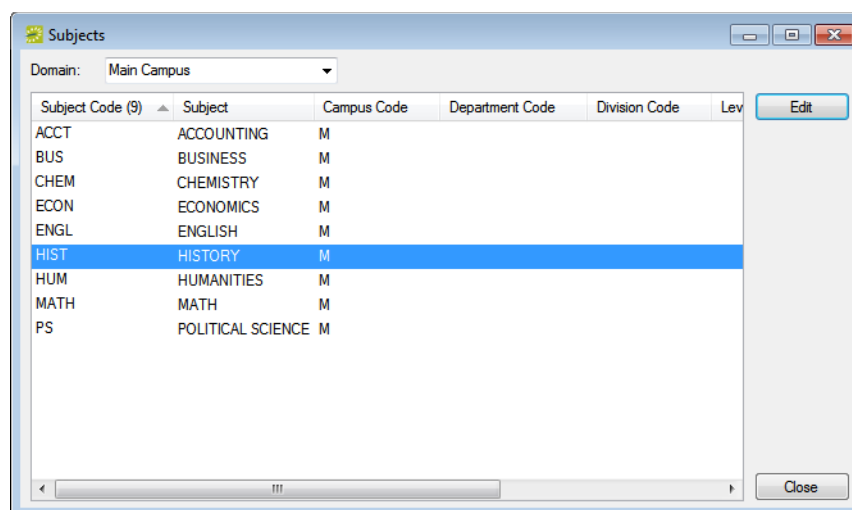 Subjects
Domain: Main Campus
Subject Code (9) Subject Campus Code Department Code Division Code Lev Edit
ACCT ACCOUNTING M
BUS BUSINESS M
CHEM CHEMISTRY M
ECON ECONOMICS M
ENGL ENGLISH M
HIST HISTORY M
HUM HUMANITIES M
MATH MATH M
PS POLITICAL SCIENCE M
Close